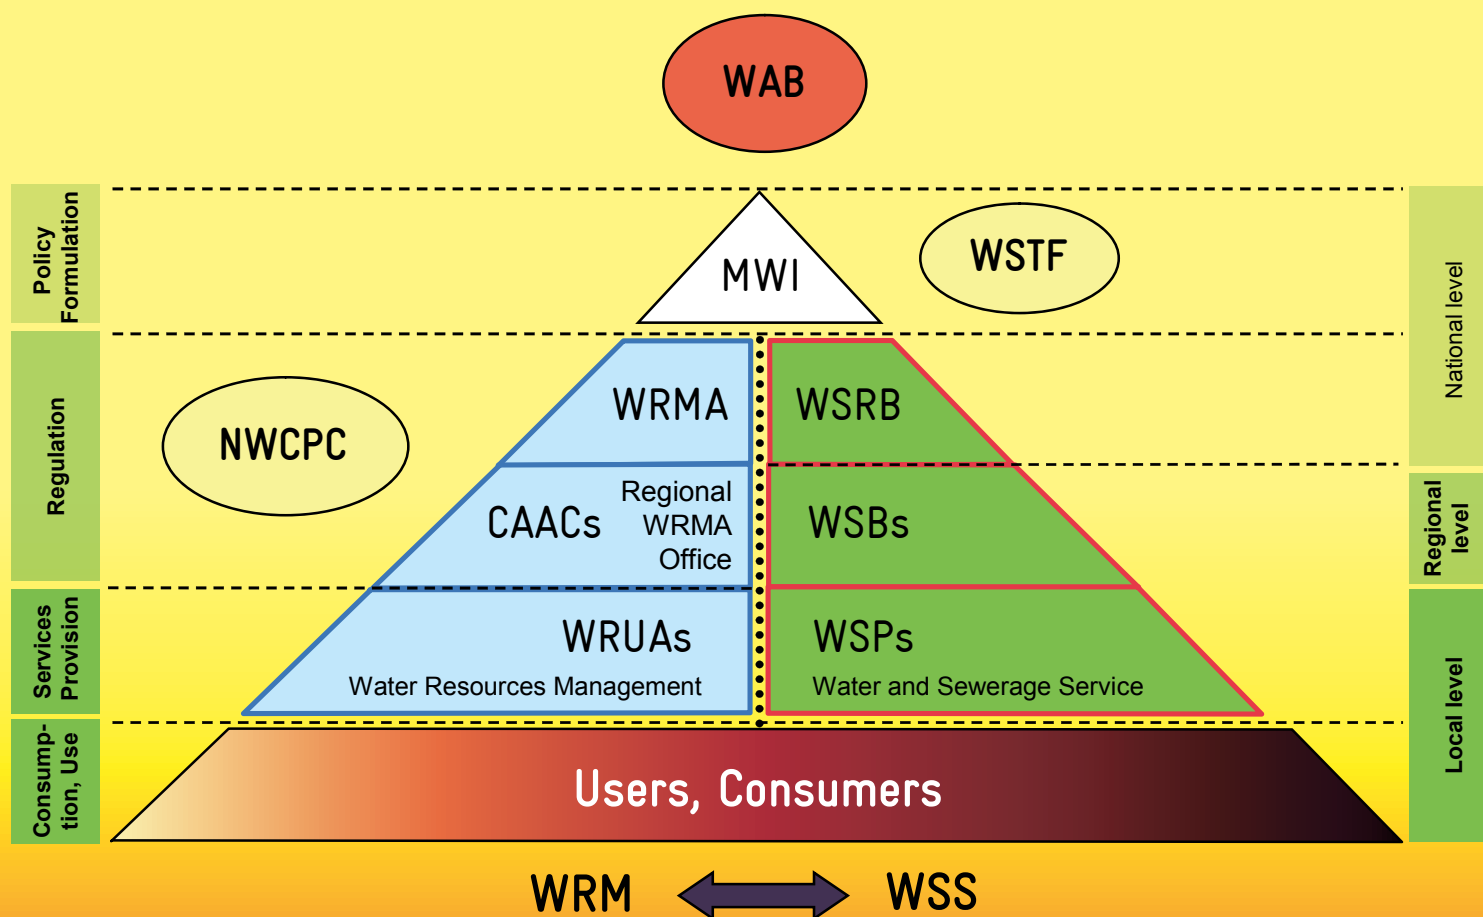 WAB
Policy
Formulation
MWI
WSTF
National level
Regulation
NWCPC
WRMA
WSRB
CAACs
Regional
WRMA
Office
WSBs
Regional
level
Services
Provision
WRUAs
Water Resources Management
WSPs
Water and Sewerage Service
Local level
Consump-
tion, Use
Users, Consumers
WRM
WSS